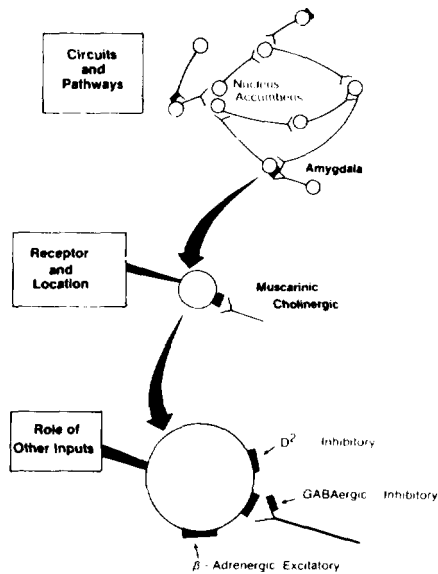 Circuits
and
Pathways
Nucleus
Accumbens
Amygdala
Receptor
and
Location
Muscarinic
Cholinergic
Role of
Other Inputs
D² Inhibitory
GABAergic Inhibitory
β - Adrenergic Excitatory